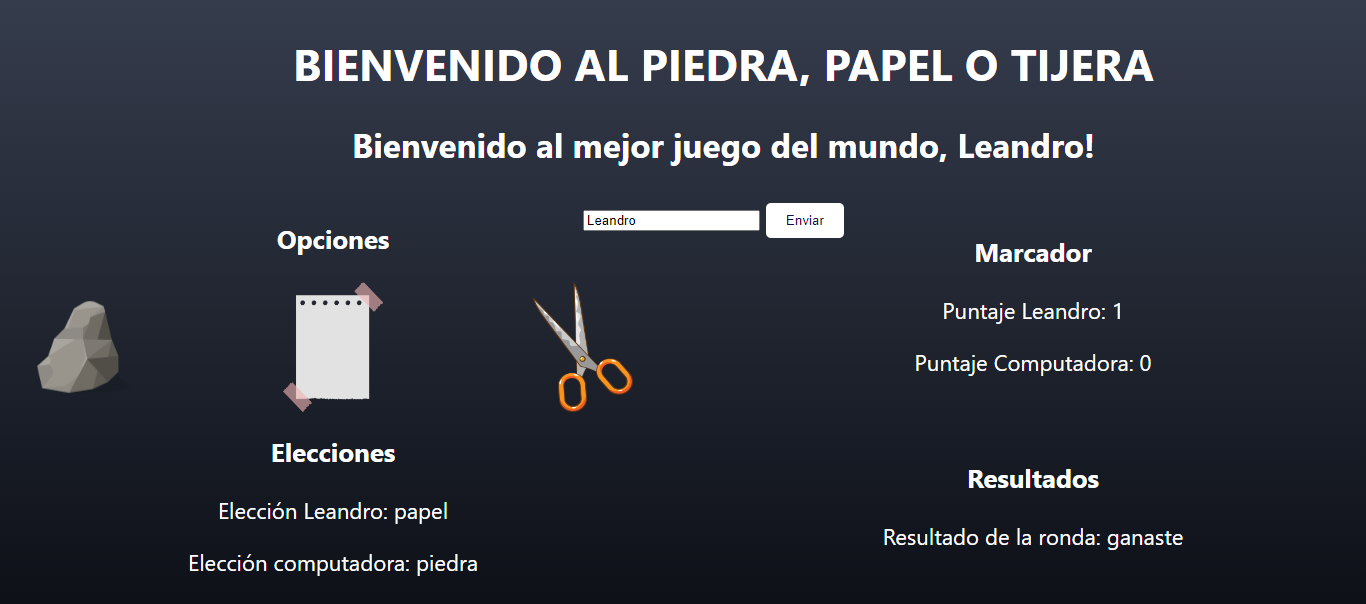 BIENVENIDO AL PIEDRA, PAPEL O TIJERA
Bienvenido al mejor juego del mundo, Leandro!
Leandro Enviar
Opciones
Marcador
Puntaje Leandro: 1
Puntaje Computadora: 0
Elecciones
Elección Leandro: papel
Elección computadora: piedra
Resultados
Resultado de la ronda: ganaste